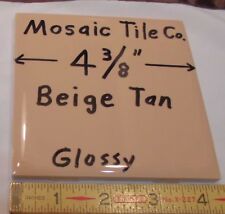 Mosaic Tile Co.
4 3/8"
Beige Tan
Glossy
1 2 3 4